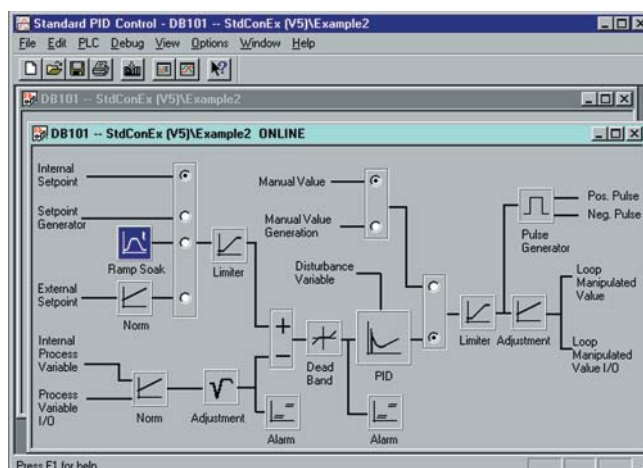 Standard PID Control - DB101 -- StdConEx (V5)\Example2
File Edit PLC Debug View Options Window Help
DB101 -- StdConEx (V5)\Example2
DB101 -- StdConEx (V5)\Example2 ONLINE
Internal
Setpoint
Setpoint
Generator
Ramp Soak
External
Setpoint
Norm
Limiter
Internal
Process
Variable
Process
Variable
I/O
Norm
Adjustment
Alarm
Dead
Band
Alarm
Manual Value
Manual Value
Generation
Disturbance
Variable
PID
Limiter
Adjustment
Pulse
Generator
Pos. Pulse
Neg. Pulse
Loop
Manipulated
Value
Loop
Manipulated
Value I/O
Press F1 for help.